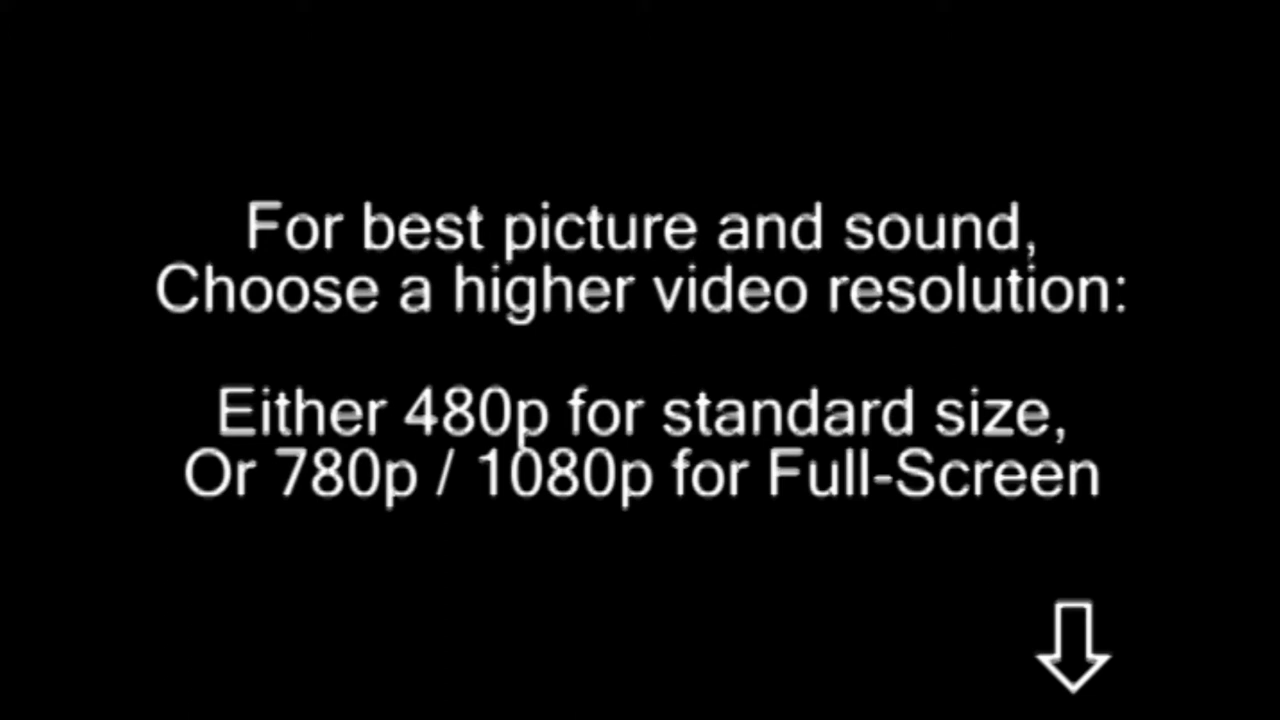 For best picture and sound,
Choose a higher video resolution:
Either 480p for standard size,
Or 780p / 1080p for Full-Screen